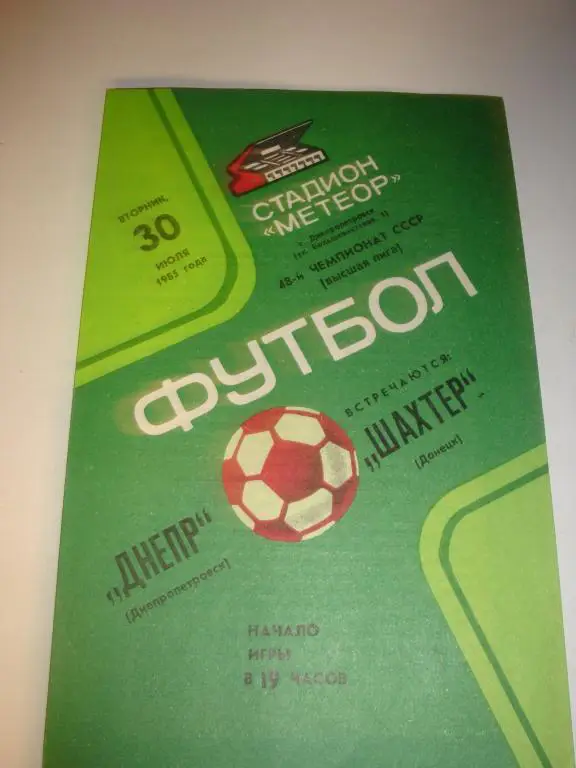 СТАДИОН
«МЕТЕОР»
г. Днепропетровск
48-й ЧЕМПИОНАТ СССР
(высшая лига)
ВТОРНИК,
30
ИЮЛЯ
1985 года
ФУТБОЛ
ВСТРЕЧАЮТСЯ:
„ШАХТЕР“
(Донецк)
„ДНЕПР“
(Днепропетровск)
НАЧАЛО
ИГРЫ
В 19 ЧАСОВ